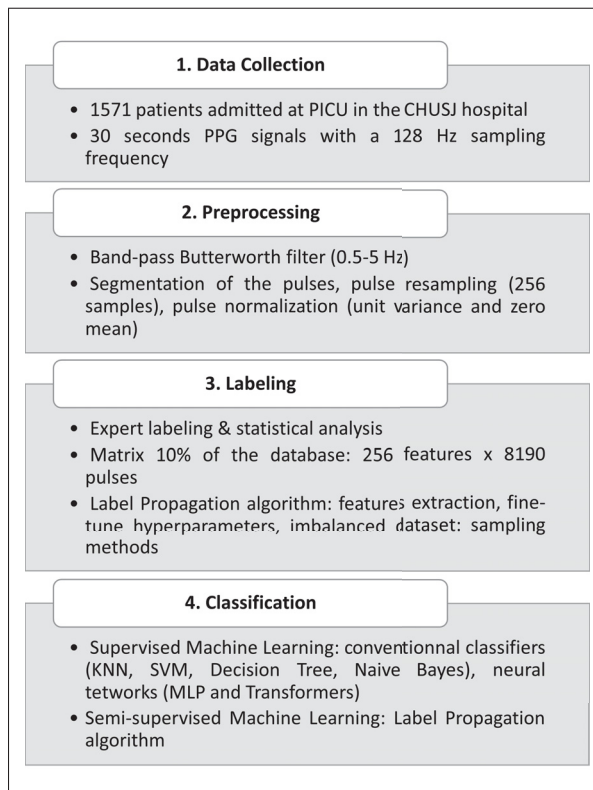 1. Data Collection
• 1571 patients admitted at PICU in the CHUSJ hospital
• 30 seconds PPG signals with a 128 Hz sampling
frequency
2. Preprocessing
• Band-pass Butterworth filter (0.5-5 Hz)
• Segmentation of the pulses, pulse resampling (256
samples), pulse normalization (unit variance and zero
mean)
3. Labeling
• Expert labeling & statistical analysis
• Matrix 10% of the database: 256 features x 8190
pulses
• Label Propagation algorithm: features extraction, fine-
tune hyperparameters, imbalanced dataset: sampling
methods
4. Classification
• Supervised Machine Learning: conventionnal classifiers
(KNN, SVM, Decision Tree, Naive Bayes), neural
tetworks (MLP and Transformers)
• Semi-supervised Machine Learning: Label Propagation
algorithm